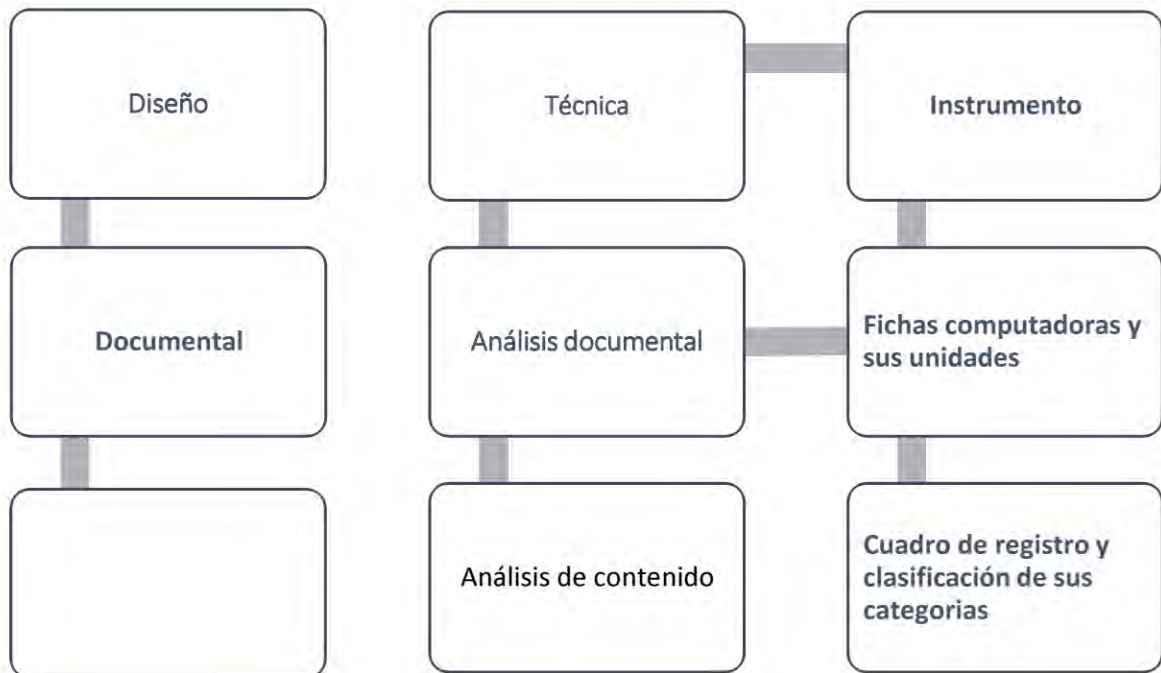 Diseño
Técnica
Instrumento
Documental
Análisis documental
Fichas computadoras y
sus unidades
Análisis de contenido
Cuadro de registro y
clasificación de sus
categorias